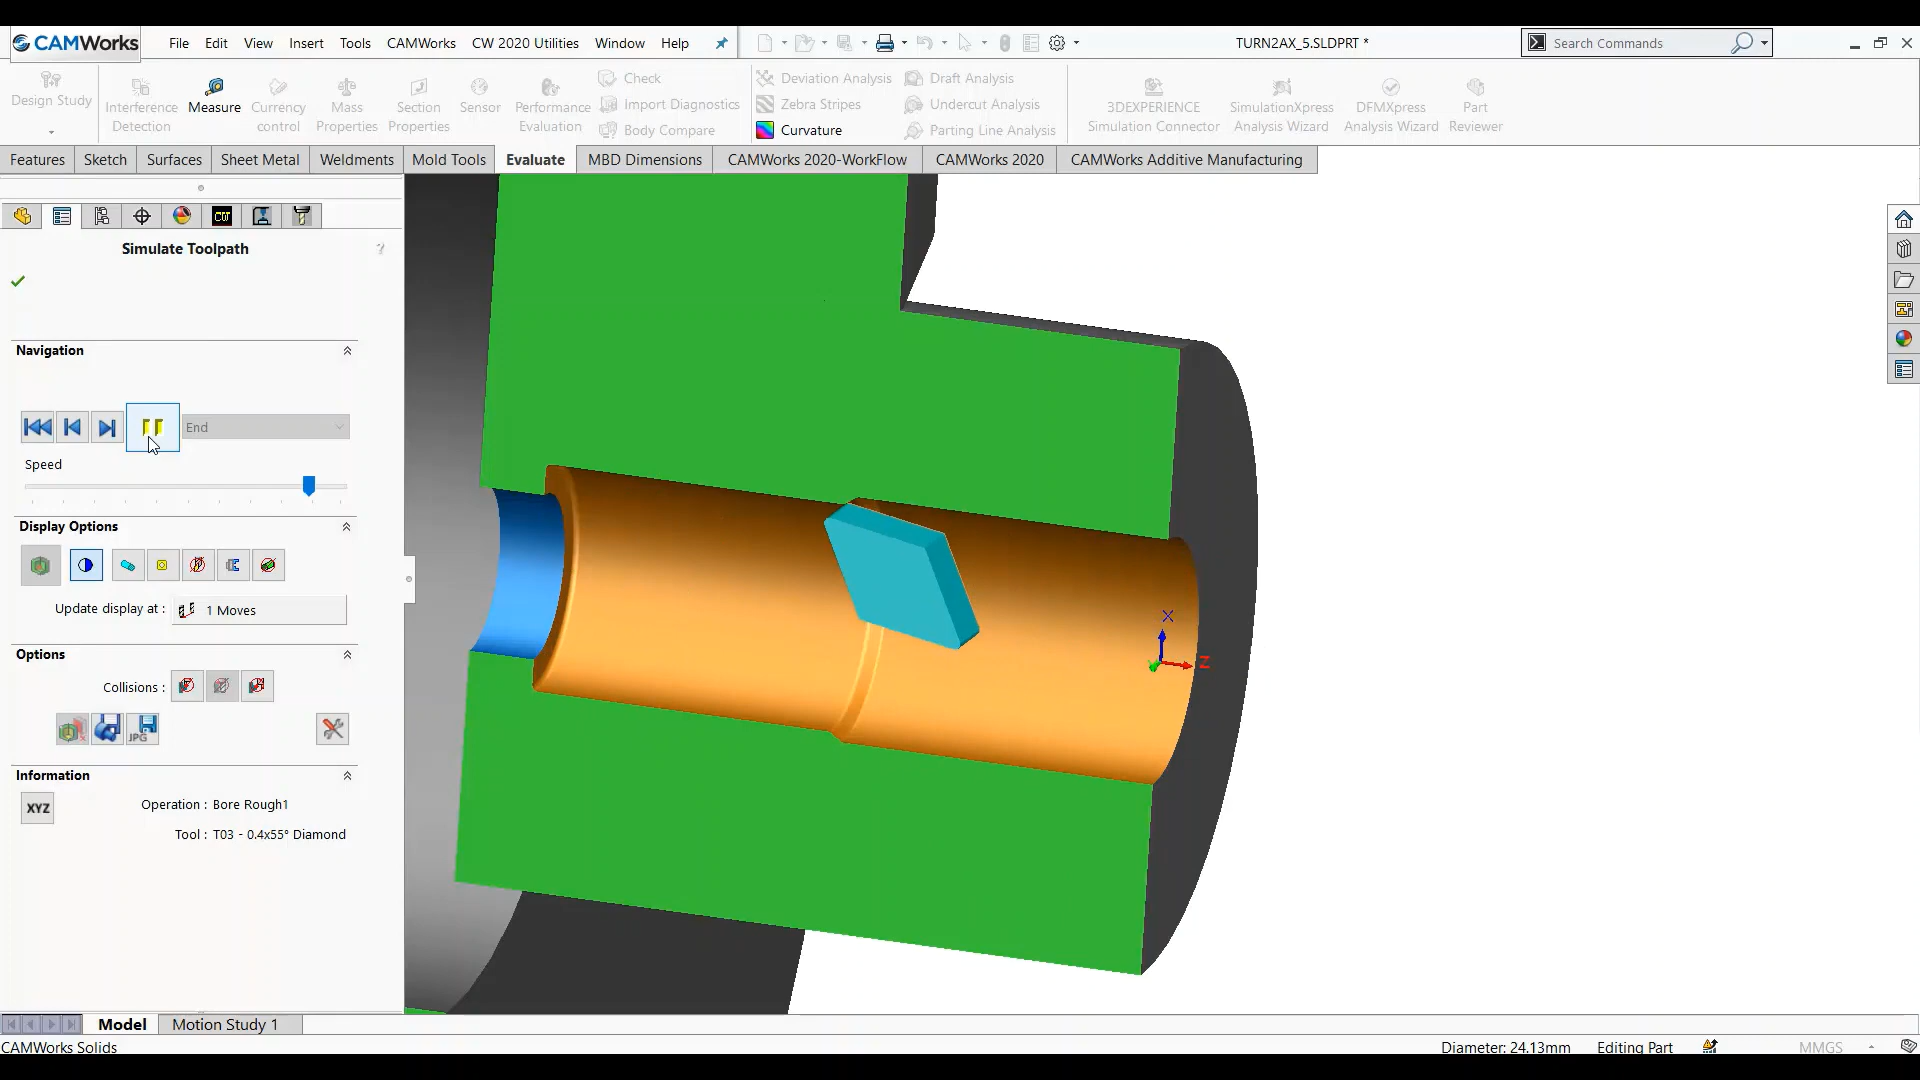 CAMWorks File Edit View Insert Tools CAMWorks CW 2020 Utilities Window Help TURN2AX_5.SLDPRT * Search Commands
Design Study
Interference Detection
Measure
Currency control
Mass Properties
Section Properties
Sensor
Performance Evaluation
Check
Import Diagnostics
Body Compare
Deviation Analysis
Zebra Stripes
Curvature
Draft Analysis
Undercut Analysis
Parting Line Analysis
3DEXPERIENCE Simulation Connector
SimulationXpress Analysis Wizard
DFMXpress Analysis Wizard
Part Reviewer
Features Sketch Surfaces Sheet Metal Weldments Mold Tools Evaluate MBD Dimensions CAMWorks 2020-WorkFlow CAMWorks 2020 CAMWorks Additive Manufacturing
CW
Simulate Toolpath ?
Navigation
End
Speed
Display Options
Update display at : 1 Moves
Options
Collisions :
JPG
Information
XYZ Operation : Bore Rough1
Tool : T03 - 0.4x55° Diamond
X
Z
Model Motion Study 1
CAMWorks Solids Diameter: 24.13mm Editing Part MMGS